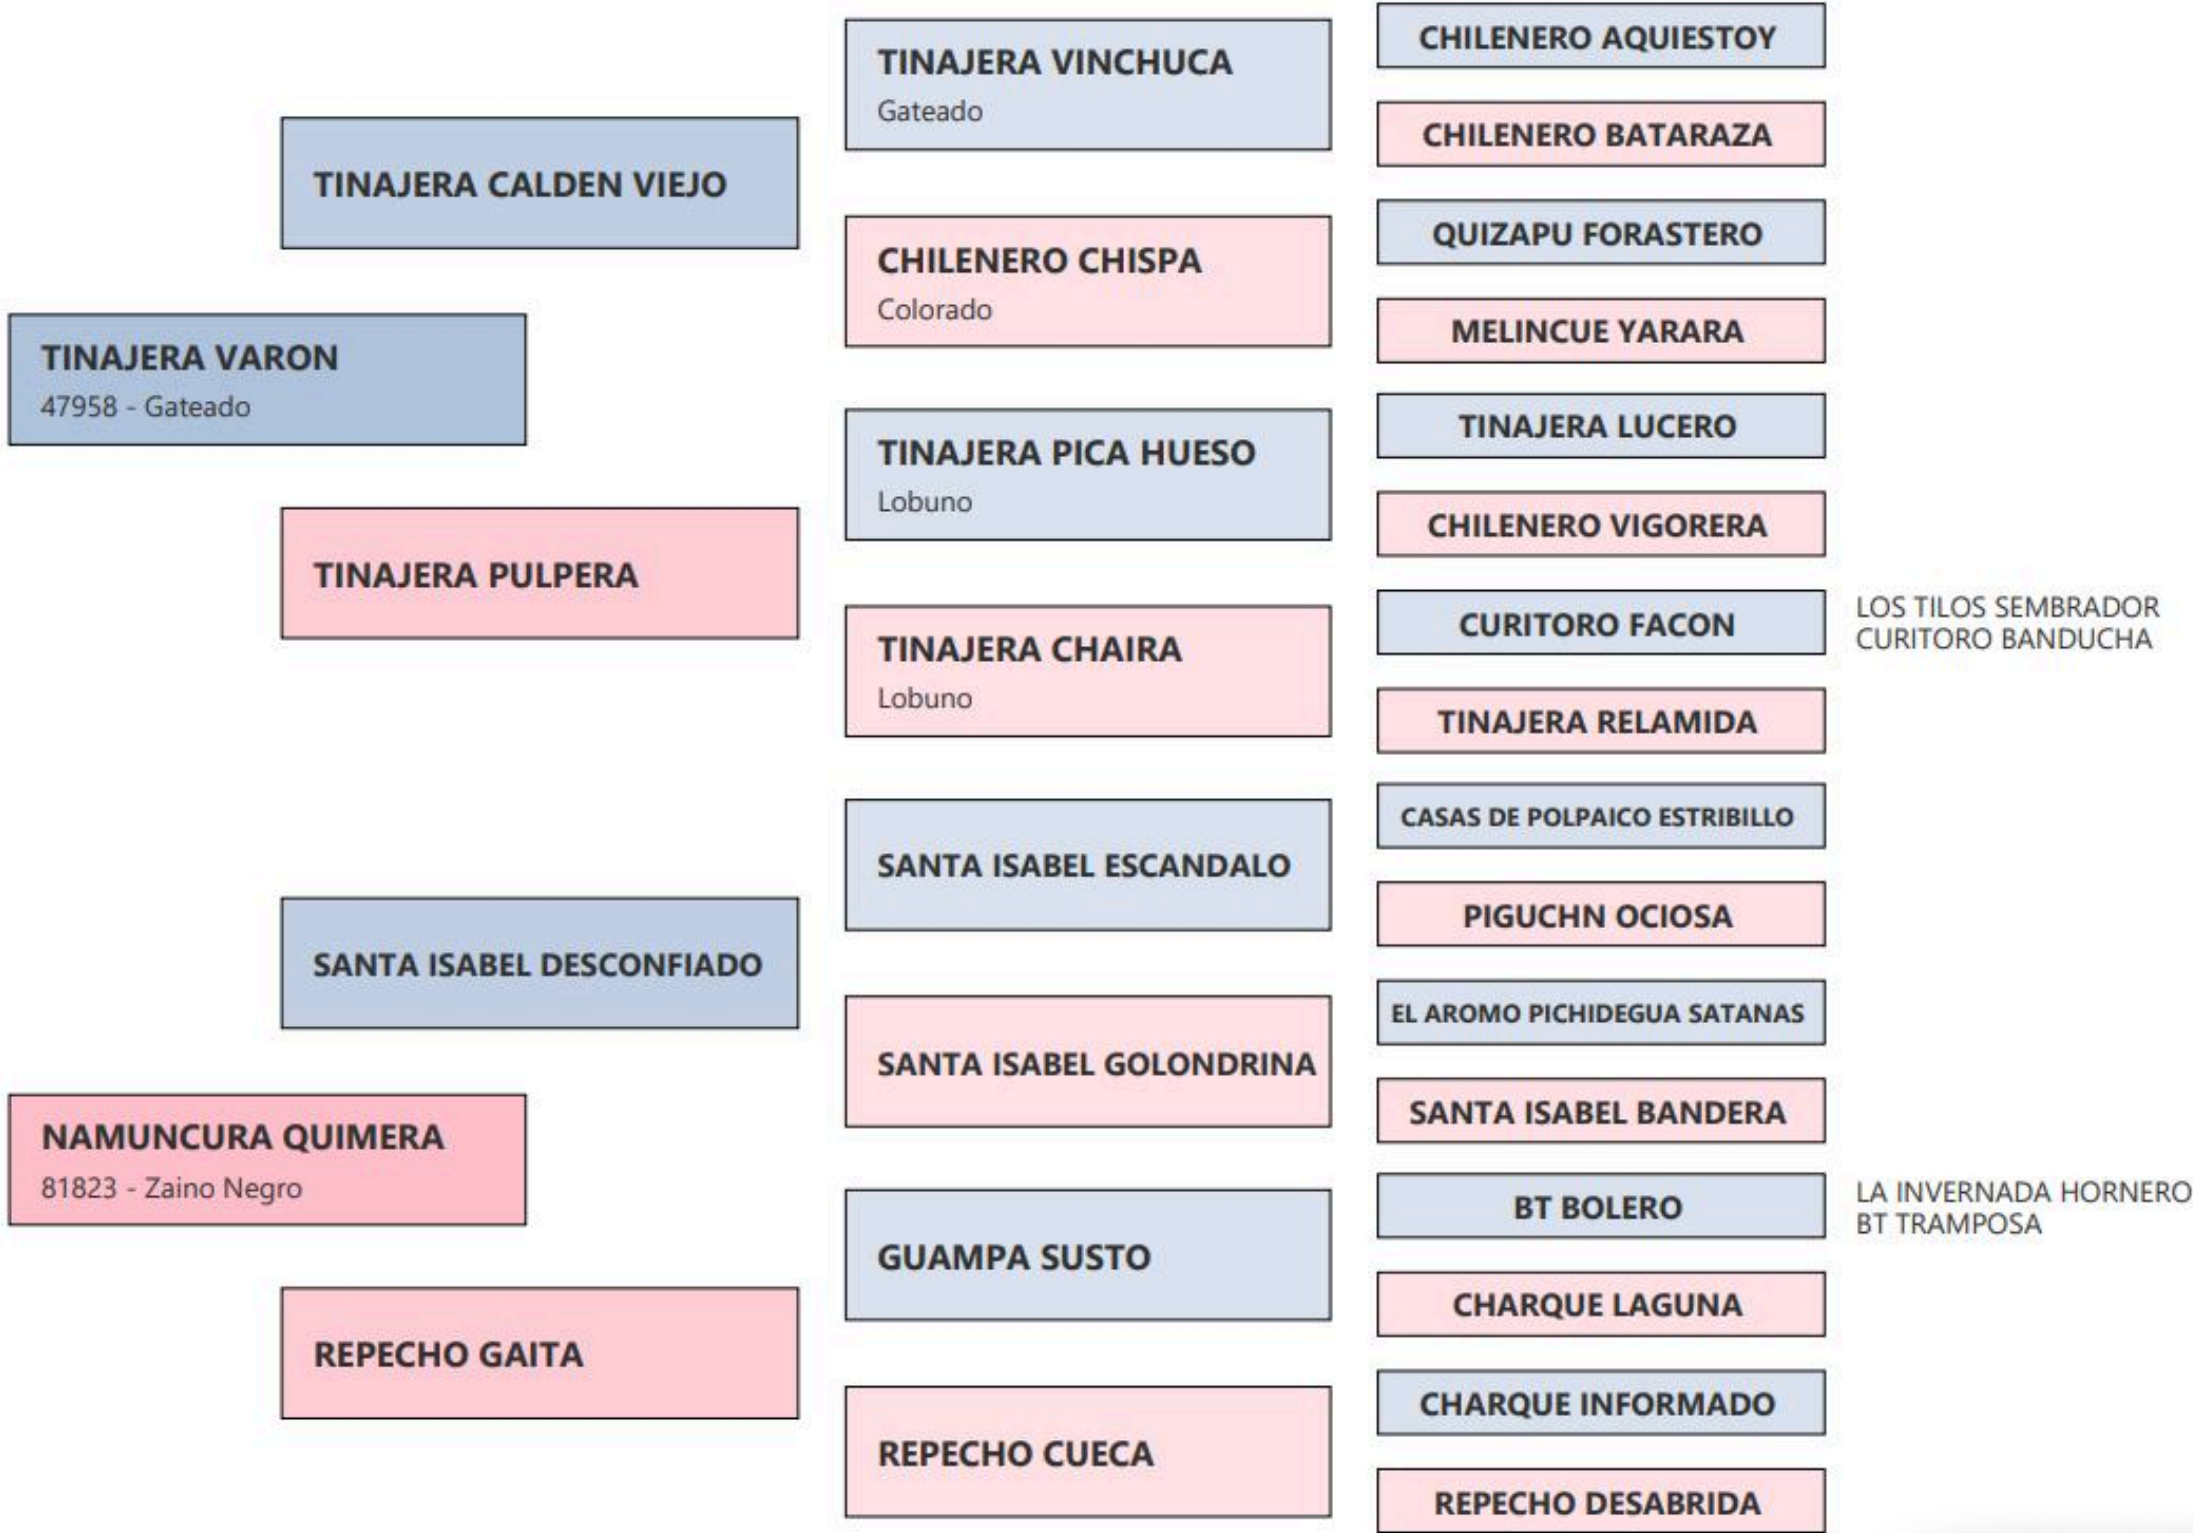 TINAJERA VARON
47958 - Gateado
TINAJERA CALDEN VIEJO
TINAJERA VINCHUCA
Gateado
CHILENERO AQUIESTOY
CHILENERO BATARAZA
CHILENERO CHISPA
Colorado
QUIZAPU FORASTERO
MELINCUE YARARA
TINAJERA PULPERA
TINAJERA PICA HUESO
Lobuno
TINAJERA LUCERO
CHILENERO VIGORERA
TINAJERA CHAIRA
Lobuno
CURITORO FACON
LOS TILOS SEMBRADOR
CURITORO BANDUCHA
TINAJERA RELAMIDA
NAMUNCURA QUIMERA
81823 - Zaino Negro
SANTA ISABEL DESCONFIADO
SANTA ISABEL ESCANDALO
CASAS DE POLPAICO ESTRIBILLO
PIGUCHN OCIOSA
SANTA ISABEL GOLONDRINA
EL AROMO PICHIDEGUA SATANAS
SANTA ISABEL BANDERA
REPECHO GAITA
GUAMPA SUSTO
BT BOLERO
LA INVERNADA HORNERO
BT TRAMPOSA
CHARQUE LAGUNA
REPECHO CUECA
CHARQUE INFORMADO
REPECHO DESABRIDA